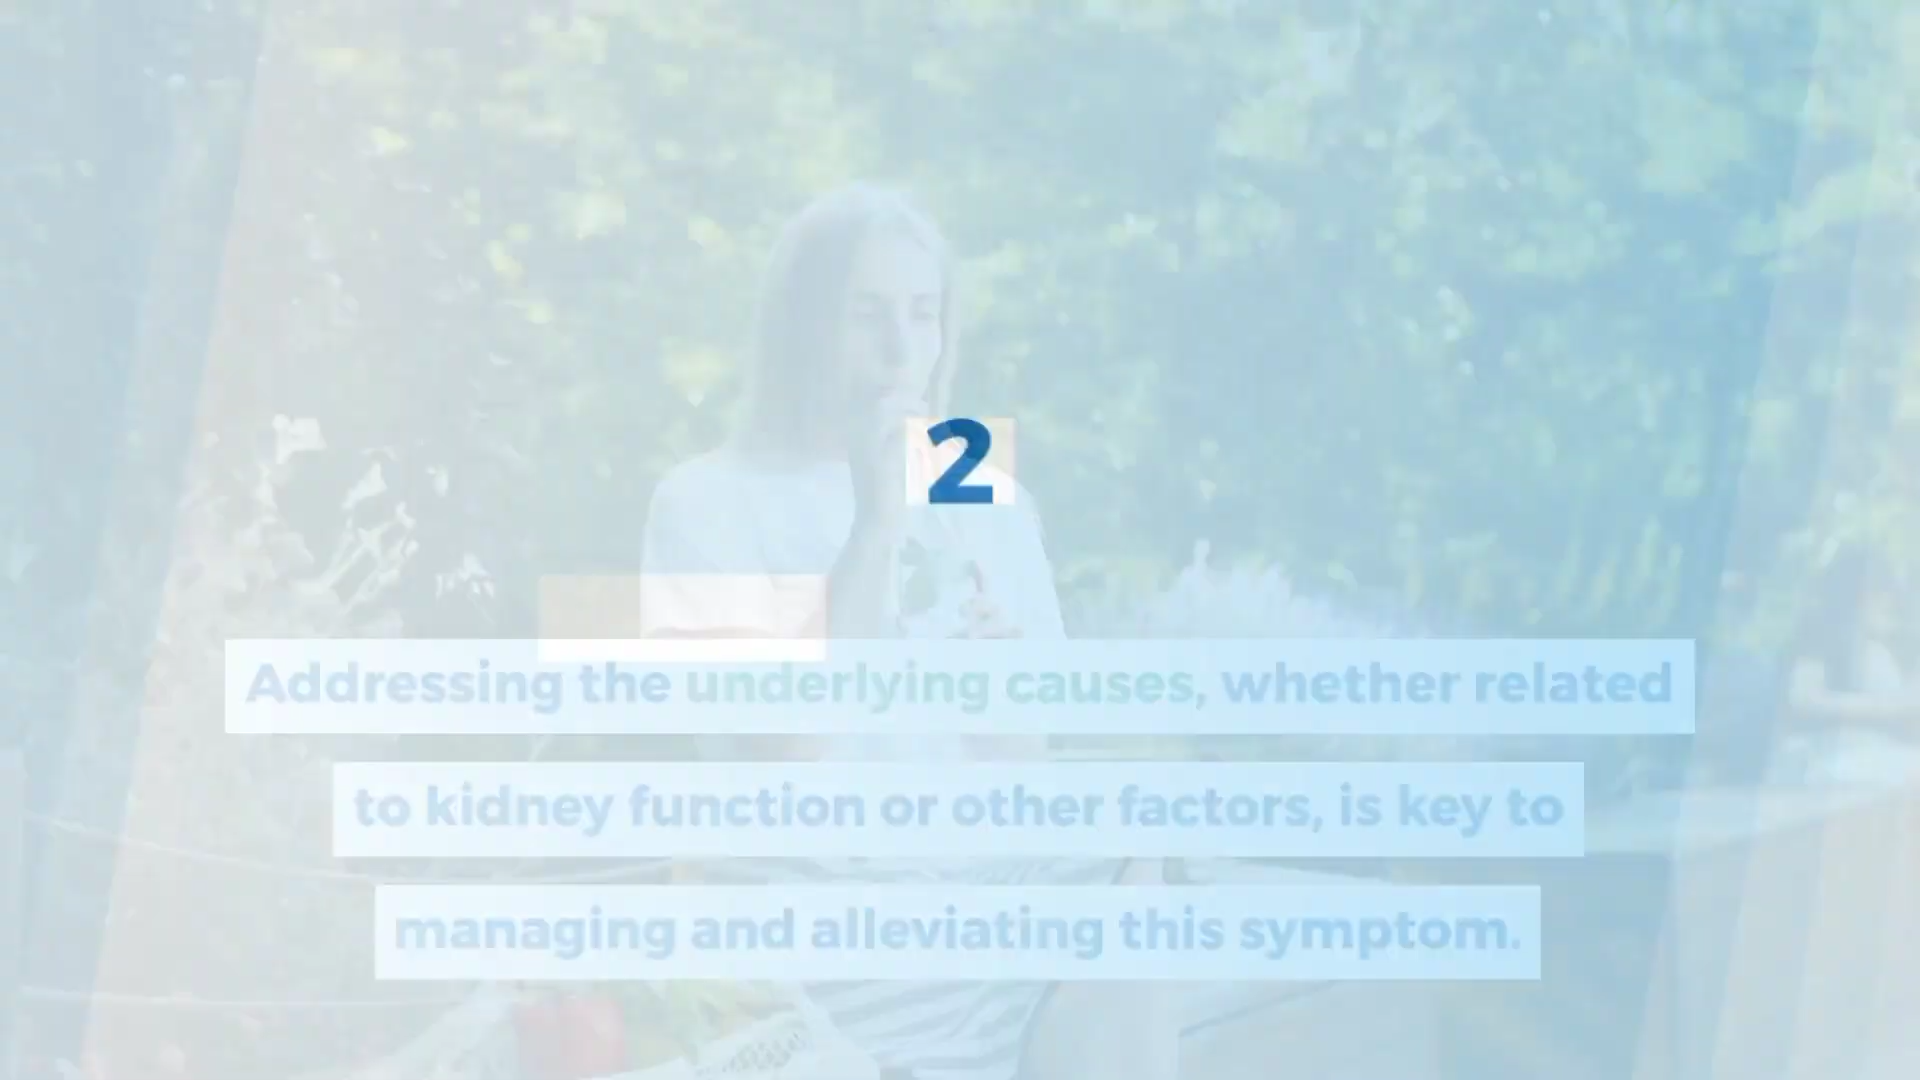 2
Addressing the underlying causes, whether related
to kidney function or other factors, is key to
managing and alleviating this symptom.